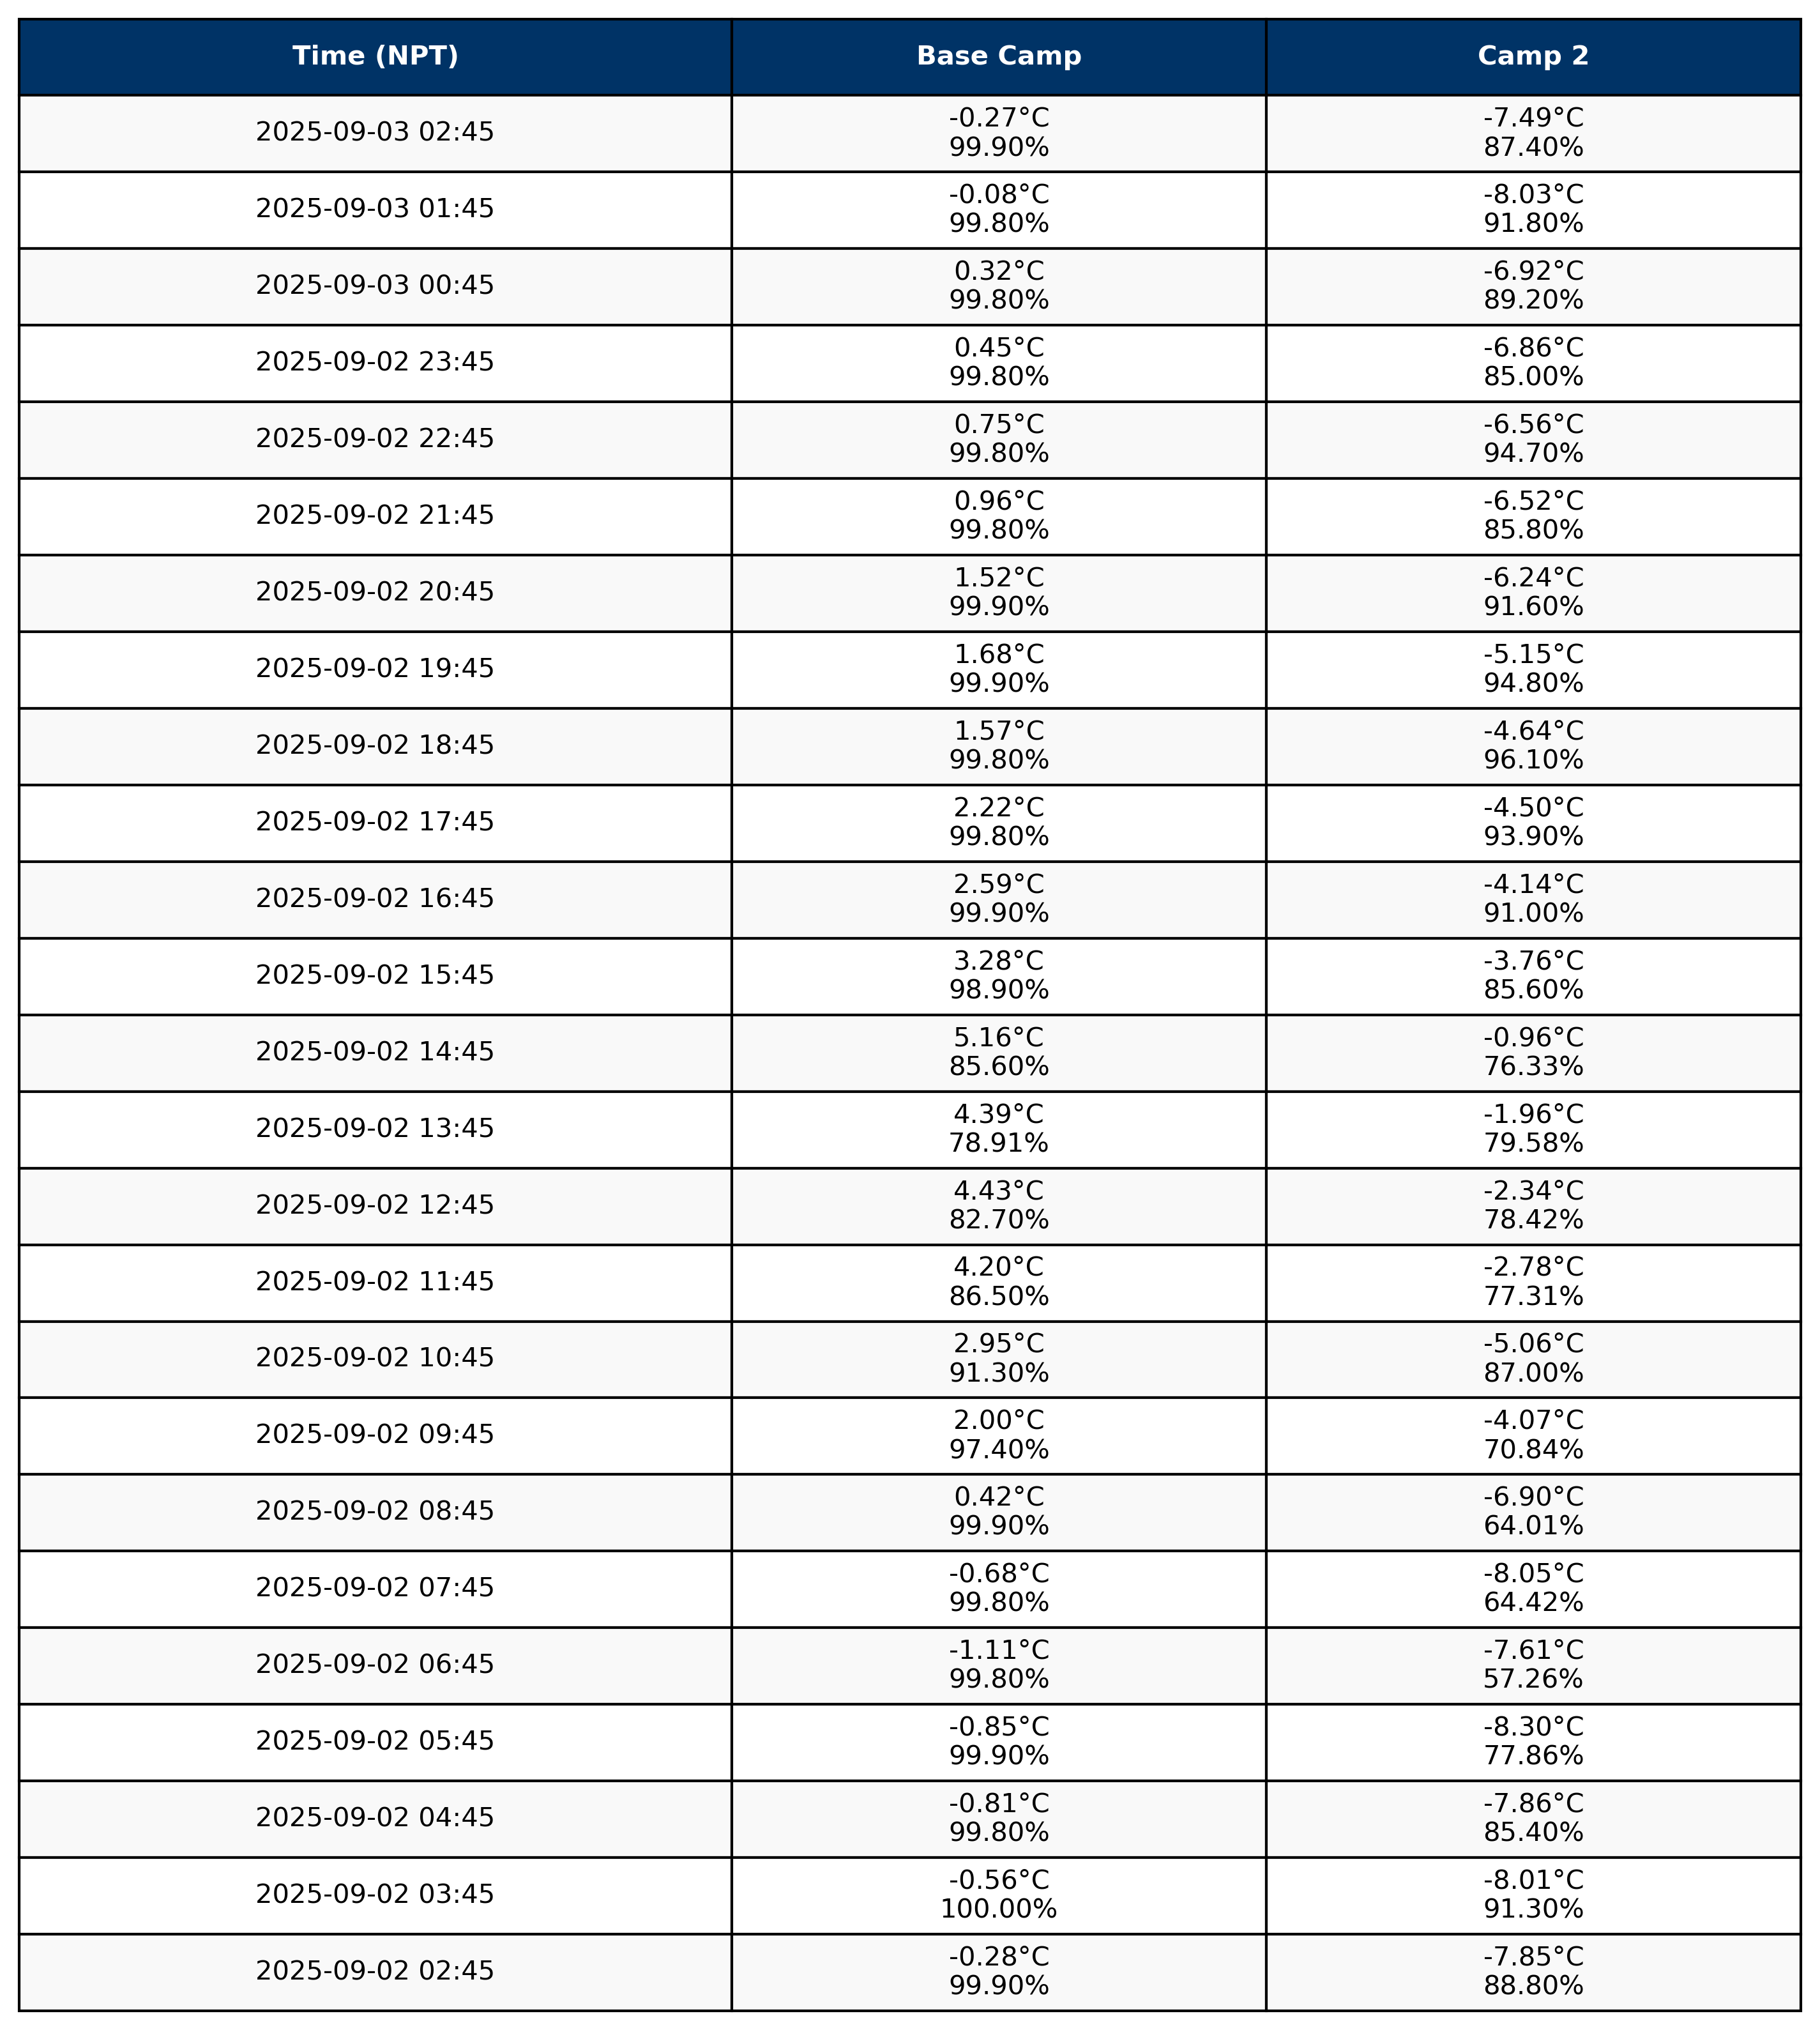 Time (NPT) Base Camp Camp 2
2025-09-03 02:45 -0.27°C -7.49°C
99.90% 87.40%
2025-09-03 01:45 -0.08°C -8.03°C
99.80% 91.80%
2025-09-03 00:45 0.32°C -6.92°C
99.80% 89.20%
2025-09-02 23:45 0.45°C -6.86°C
99.80% 85.00%
2025-09-02 22:45 0.75°C -6.56°C
99.80% 94.70%
2025-09-02 21:45 0.96°C -6.52°C
99.80% 85.80%
2025-09-02 20:45 1.52°C -6.24°C
99.90% 91.60%
2025-09-02 19:45 1.68°C -5.15°C
99.90% 94.80%
2025-09-02 18:45 1.57°C -4.64°C
99.80% 96.10%
2025-09-02 17:45 2.22°C -4.50°C
99.80% 93.90%
2025-09-02 16:45 2.59°C -4.14°C
99.90% 91.00%
2025-09-02 15:45 3.28°C -3.76°C
98.90% 85.60%
2025-09-02 14:45 5.16°C -0.96°C
85.60% 76.33%
2025-09-02 13:45 4.39°C -1.96°C
78.91% 79.58%
2025-09-02 12:45 4.43°C -2.34°C
82.70% 78.42%
2025-09-02 11:45 4.20°C -2.78°C
86.50% 77.31%
2025-09-02 10:45 2.95°C -5.06°C
91.30% 87.00%
2025-09-02 09:45 2.00°C -4.07°C
97.40% 70.84%
2025-09-02 08:45 0.42°C -6.90°C
99.90% 64.01%
2025-09-02 07:45 -0.68°C -8.05°C
99.80% 64.42%
2025-09-02 06:45 -1.11°C -7.61°C
99.80% 57.26%
2025-09-02 05:45 -0.85°C -8.30°C
99.90% 77.86%
2025-09-02 04:45 -0.81°C -7.86°C
99.80% 85.40%
2025-09-02 03:45 -0.56°C -8.01°C
100.00% 91.30%
2025-09-02 02:45 -0.28°C -7.85°C
99.90% 88.80%